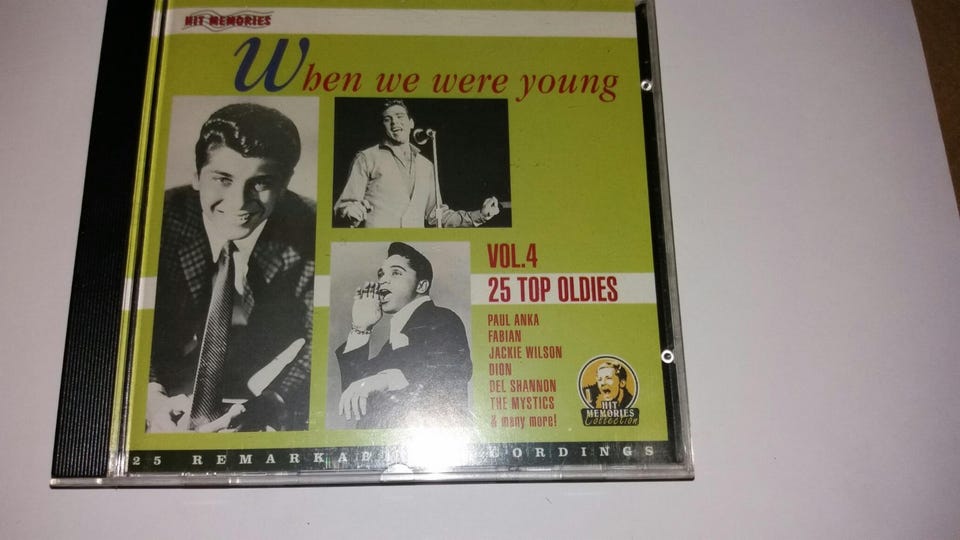 HIT MEMORIES
When we were young
VOL.4
25 TOP OLDIES
PAUL ANKA
FABIAN
JACKIE WILSON
DION
DEL SHANNON
THE MYSTICS
& many more!
HIT
MEMORIES
Collection
25